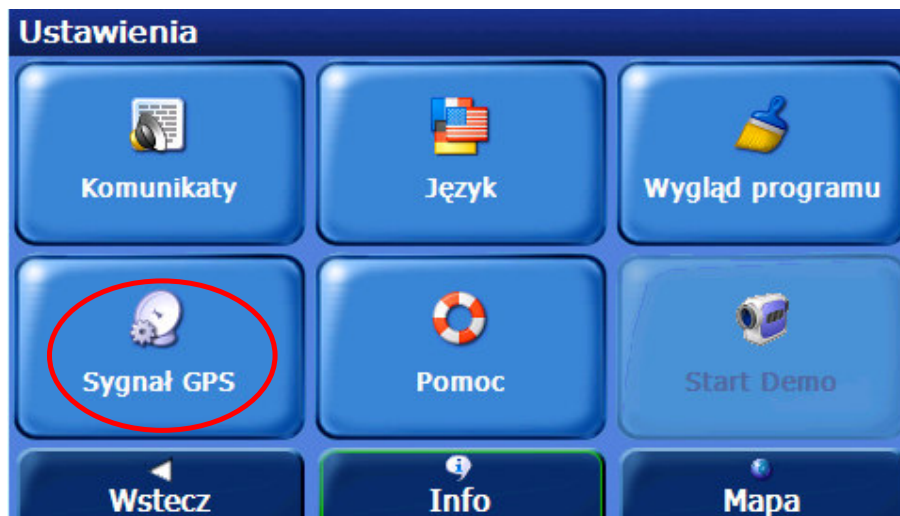 Ustawienia
Komunikaty
Język
Wygląd programu
Sygnał GPS
Pomoc
Start Demo
Wstecz
Info
Mapa